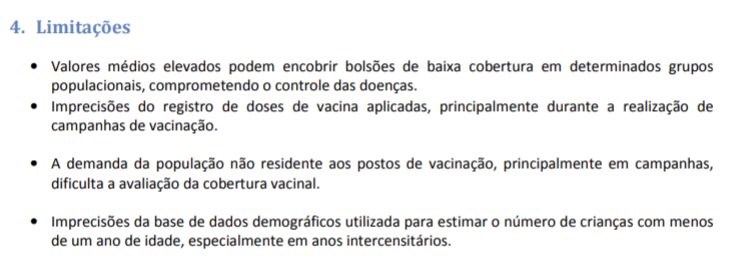 4. Limitações
• Valores médios elevados podem encobrir bolsões de baixa cobertura em determinados grupos
populacionais, comprometendo o controle das doenças.
• Imprecisões do registro de doses de vacina aplicadas, principalmente durante a realização de
campanhas de vacinação.
• A demanda da população não residente aos postos de vacinação, principalmente em campanhas,
dificulta a avaliação da cobertura vacinal.
• Imprecisões da base de dados demográficos utilizada para estimar o número de crianças com menos
de um ano de idade, especialmente em anos intercensitários.